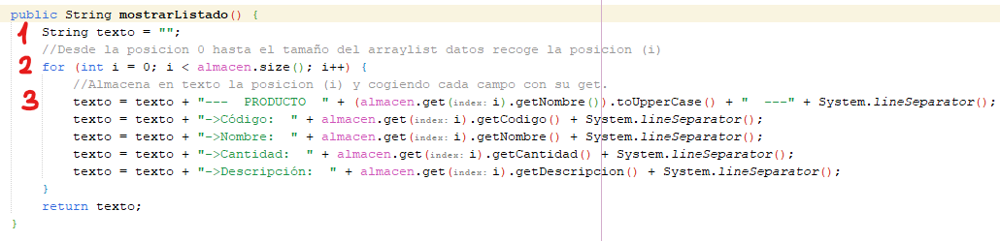 public String mostrarListado() {
1 String texto = "";
//Desde la posicion 0 hasta el tamaño del arraylist datos recoge la posicion (i)
2 for (int i = 0; i < almacen.size(); i++) {
//Almacena en texto la posicion (i) y cogiendo cada campo con su get.
3 texto = texto + "---  PRODUCTO  " + (almacen.get(index: i).getNombre()).toUpperCase() + "  ---" + System.lineSeparator();
texto = texto + "->Código:  " + almacen.get(index: i).getCodigo() + System.lineSeparator();
texto = texto + "->Nombre:  " + almacen.get(index: i).getNombre() + System.lineSeparator();
texto = texto + "->Cantidad:  " + almacen.get(index: i).getCantidad() + System.lineSeparator();
texto = texto + "->Descripción:  " + almacen.get(index: i).getDescripcion() + System.lineSeparator();
}
return texto;
}